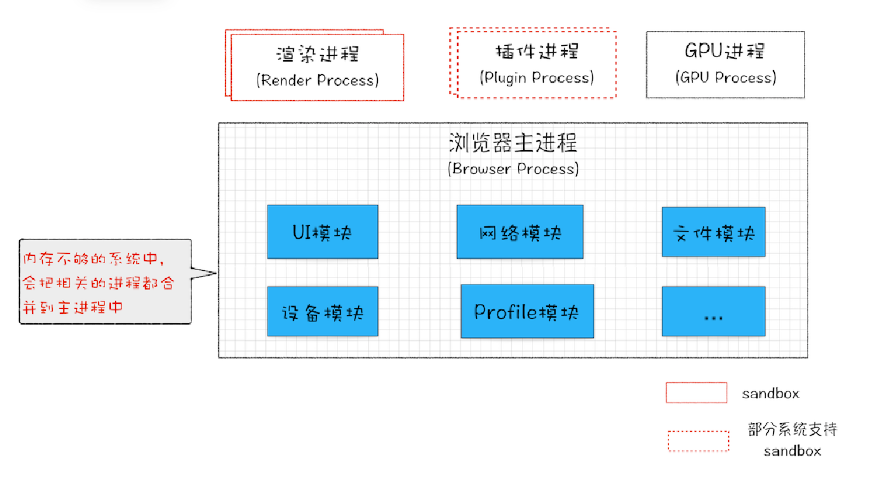 渲染进程
(Render Process)
插件进程
(Plugin Process)
GPU进程
(GPU Process)
浏览器主进程
(Browser Process)
UI模块
网络模块
文件模块
内存不够的系统中，
会把相关的进程都合
并到主进程中
设备模块
Profile模块
...
sandbox
部分系统支持
sandbox